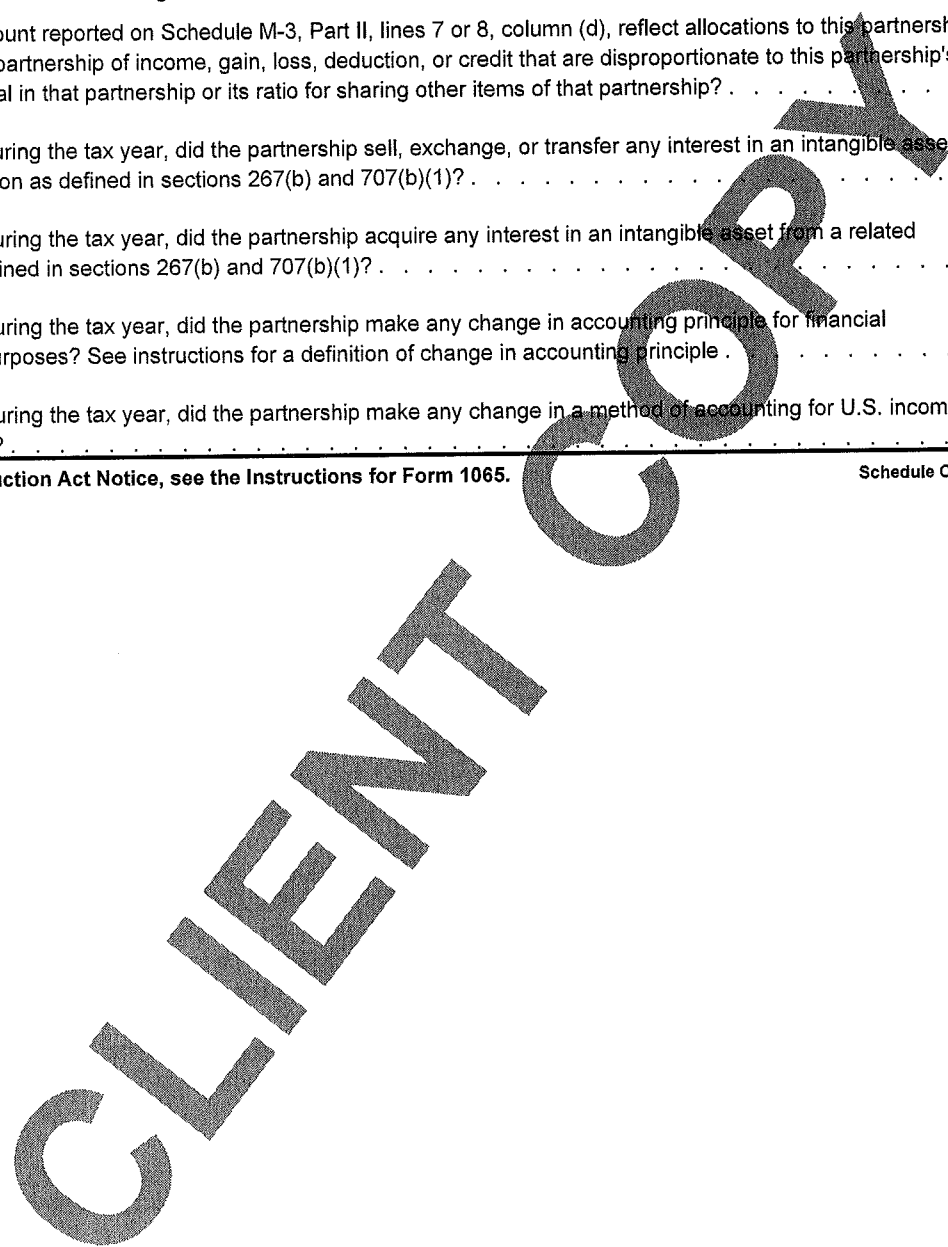 ount reported on Schedule M-3, Part II, lines 7 or 8, column (d), reflect allocations to this partnersh
partnership of income, gain, loss, deduction, or credit that are disproportionate to this partnership's
al in that partnership or its ratio for sharing other items of that partnership? . . . . . . . . . .
uring the tax year, did the partnership sell, exchange, or transfer any interest in an intangible asse
on as defined in sections 267(b) and 707(b)(1)? . . . . . . . . . . . . . . . . . . . . .
uring the tax year, did the partnership acquire any interest in an intangible asset from a related
ined in sections 267(b) and 707(b)(1)? . . . . . . . . . . . . . . . . . . . . . . . . .
uring the tax year, did the partnership make any change in accounting principle for financial
urposes? See instructions for a definition of change in accounting principle . . . . . . . . . .
uring the tax year, did the partnership make any change in a method of accounting for U.S. incom
? . . . . . . . . . . . . . . . . . . . . . . . . . . . . . . . . . . . . . . . . . .
uction Act Notice, see the Instructions for Form 1065.
Schedule C
CLIENT COPY